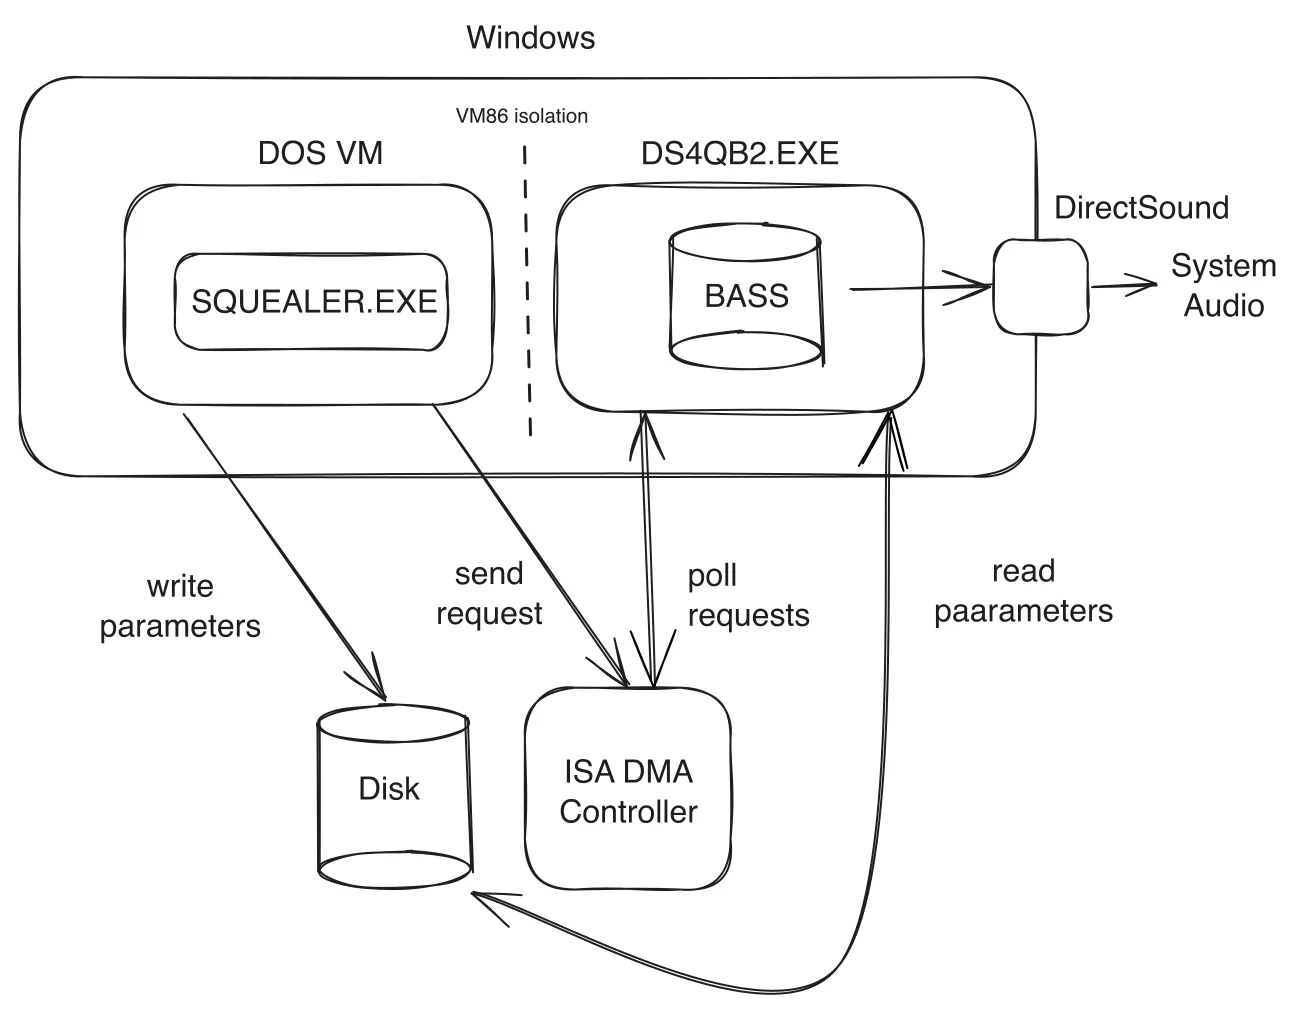 Windows
VM86 isolation
DOS VM
DS4QB2.EXE
DirectSound
SQUEALER.EXE
BASS
System
Audio
write
parameters
send
request
poll
requests
read
paarameters
Disk
ISA DMA
Controller